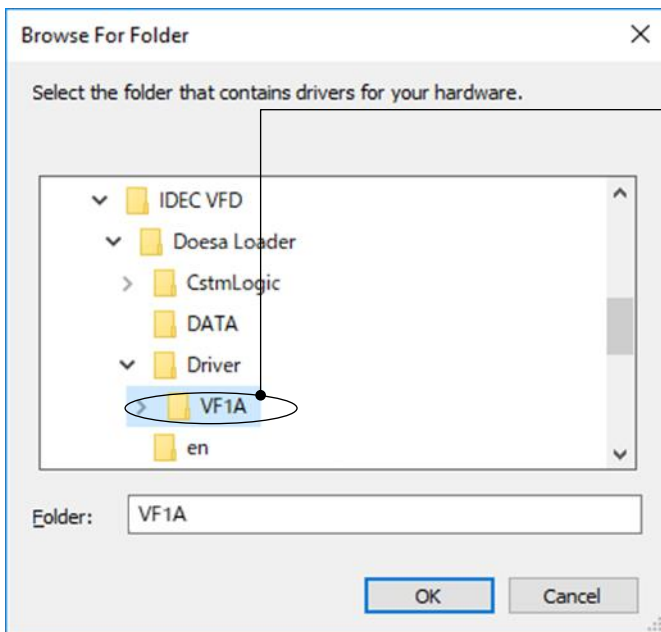 Browse For Folder
Select the folder that contains drivers for your hardware.
IDEC VFD
Doesa Loader
CstmLogic
DATA
Driver
VF1A
en
Folder: VF1A
OK Cancel